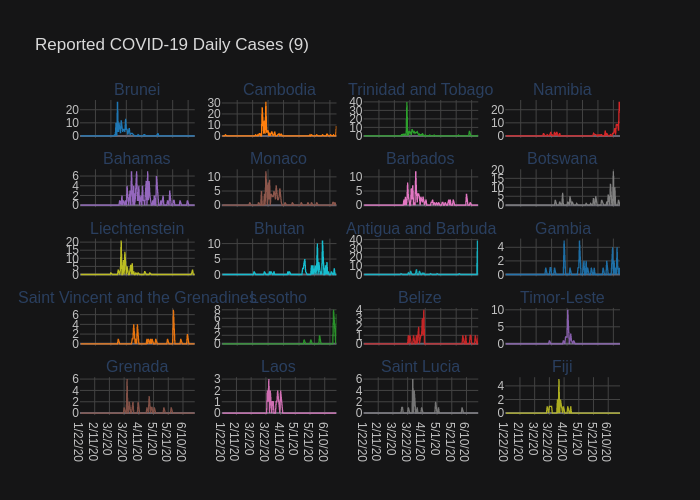 Reported COVID-19 Daily Cases (9)
Brunei Cambodia Trinidad and Tobago Namibia
20 10 0 30 20 10 0 40 30 20 10 0 20 10 0
Bahamas Monaco Barbados Botswana
6 4 2 0 10 5 0 10 5 0 20 15 10 5 0
Liechtenstein Bhutan Antigua and Barbuda Gambia
20 15 10 5 0 10 5 0 40 30 20 10 0 4 2 0
Saint Vincent and the Grenadines Lesotho Belize Timor-Leste
6 4 2 0 8 6 4 2 0 4 3 2 1 0 10 5 0
Grenada Laos Saint Lucia Fiji
6 4 2 0 3 2 1 0 6 4 2 0 4 2 0
1/22/20 2/11/20 3/2/20 3/22/20 4/11/20 5/1/20 5/21/20 6/10/20 1/22/20 2/11/20 3/2/20 3/22/20 4/11/20 5/1/20 5/21/20 6/10/20 1/22/20 2/11/20 3/2/20 3/22/20 4/11/20 5/1/20 5/21/20 6/10/20 1/22/20 2/11/20 3/2/20 3/22/20 4/11/20 5/1/20 5/21/20 6/10/20